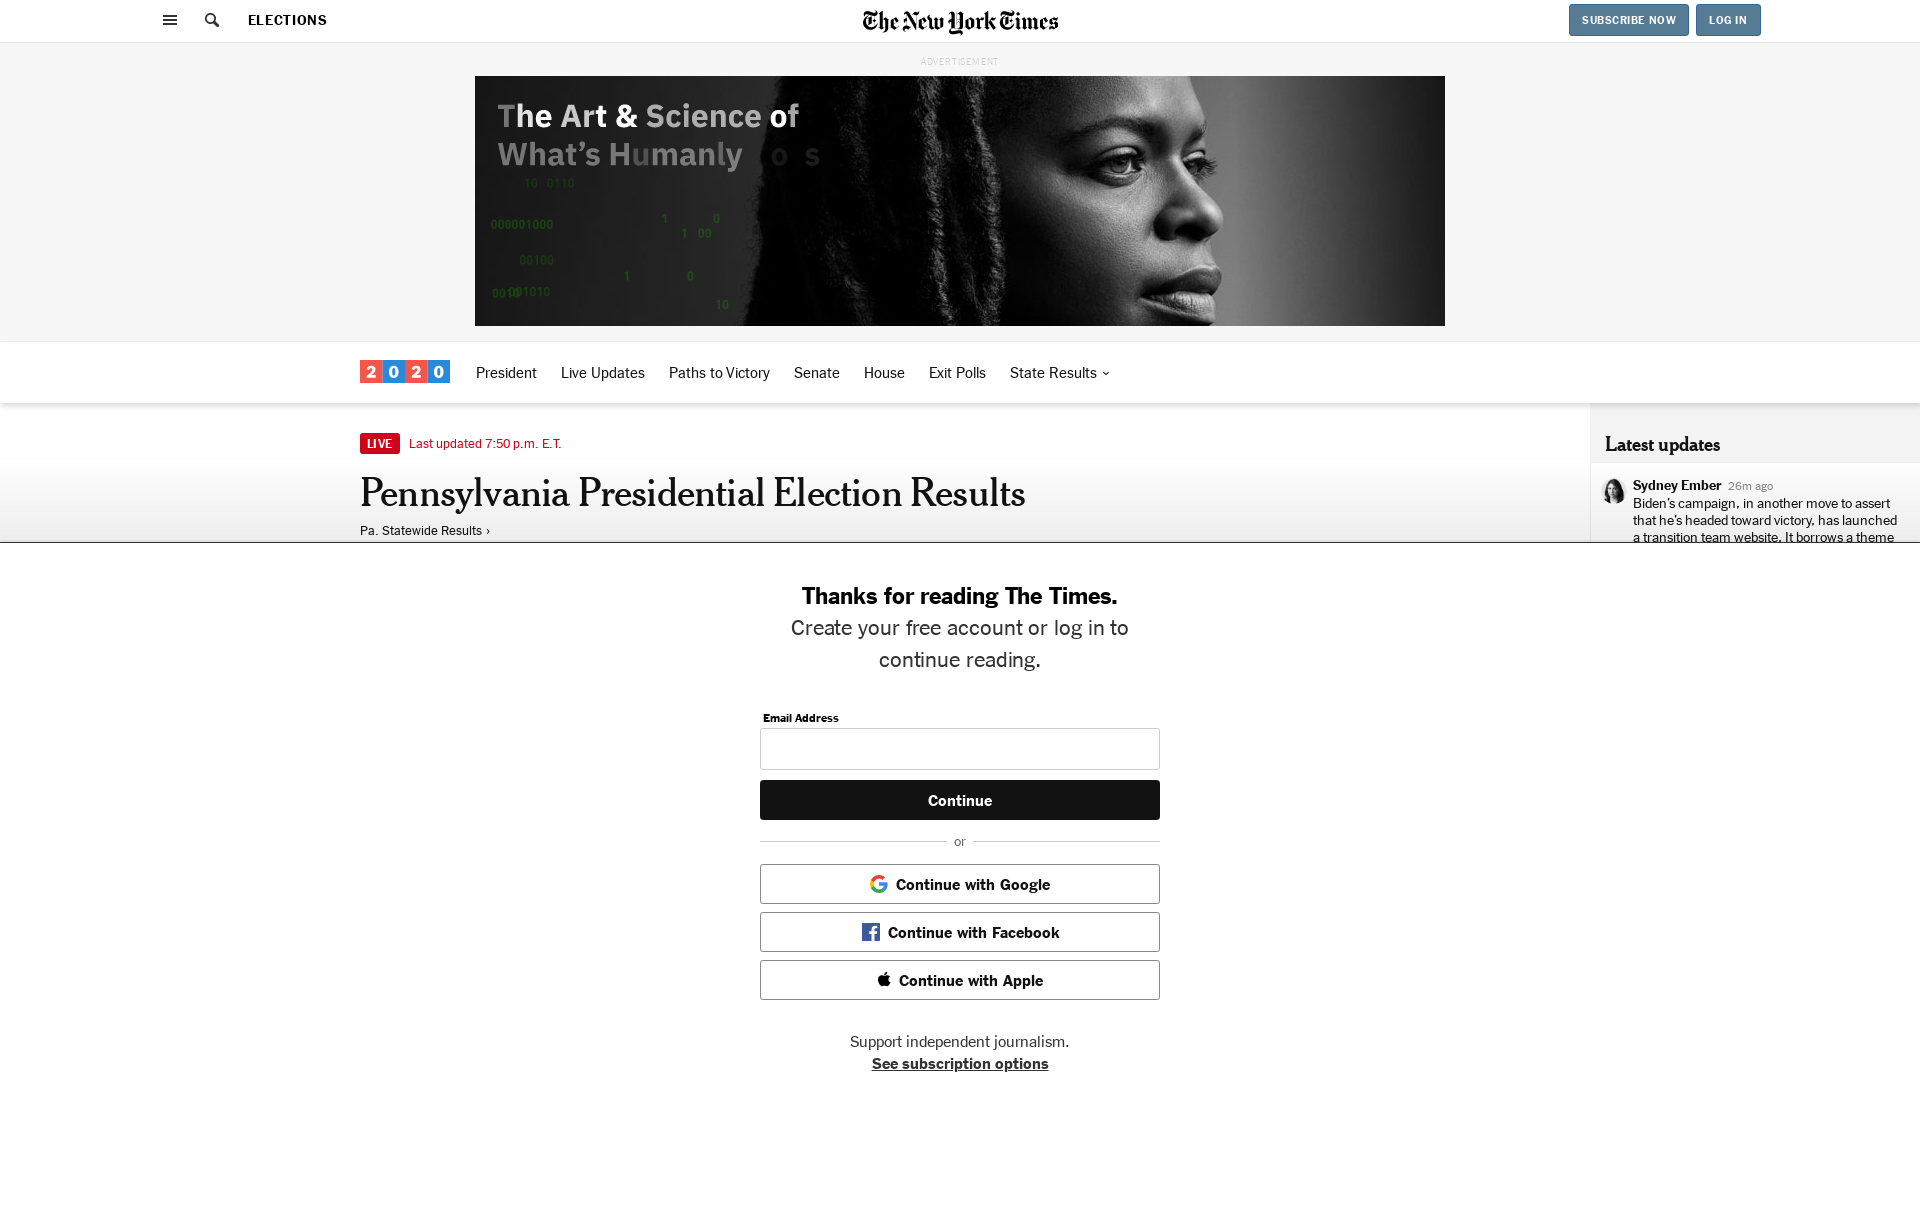 ELECTIONS
The New York Times
SUBSCRIBE NOW
LOG IN
ADVERTISEMENT
The Art & Science of
What's Humanly o s
10 0110
000001000
1 0
1 00
00100
1 0
10
2020
President
Live Updates
Paths to Victory
Senate
House
Exit Polls
State Results
LIVE
Last updated 7:50 p.m. E.T.
Pennsylvania Presidential Election Results
Pa. Statewide Results ›
Latest updates
Sydney Ember 26m ago
Biden's campaign, in another move to assert
that he's headed toward victory, has launched
a transition team website. It borrows a theme
Thanks for reading The Times.
Create your free account or log in to
continue reading.
Email Address
Continue
or
Continue with Google
Continue with Facebook
Continue with Apple
Support independent journalism.
See subscription options